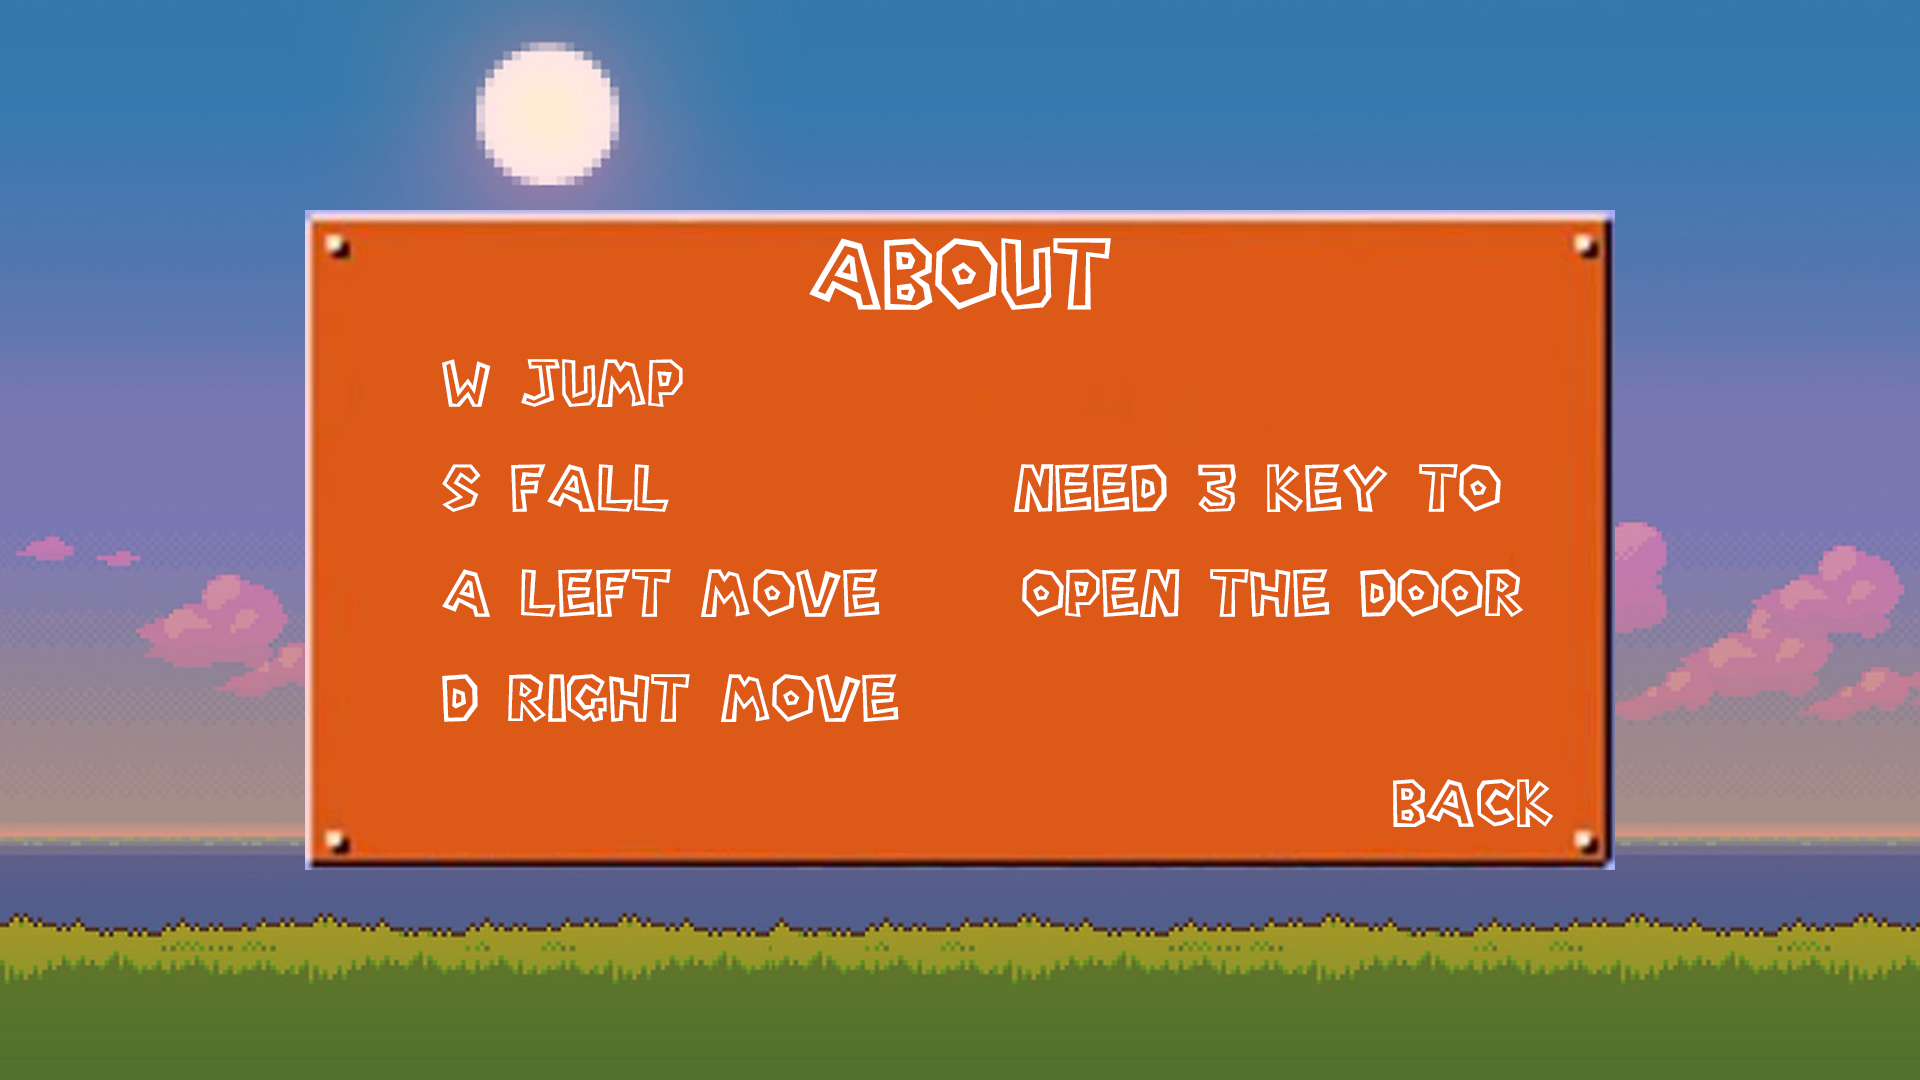 ABOUT
W JUMP
S FALL
A LEFT MOVE
D RIGHT MOVE
NEED 3 KEY TO
OPEN THE DOOR
BACK